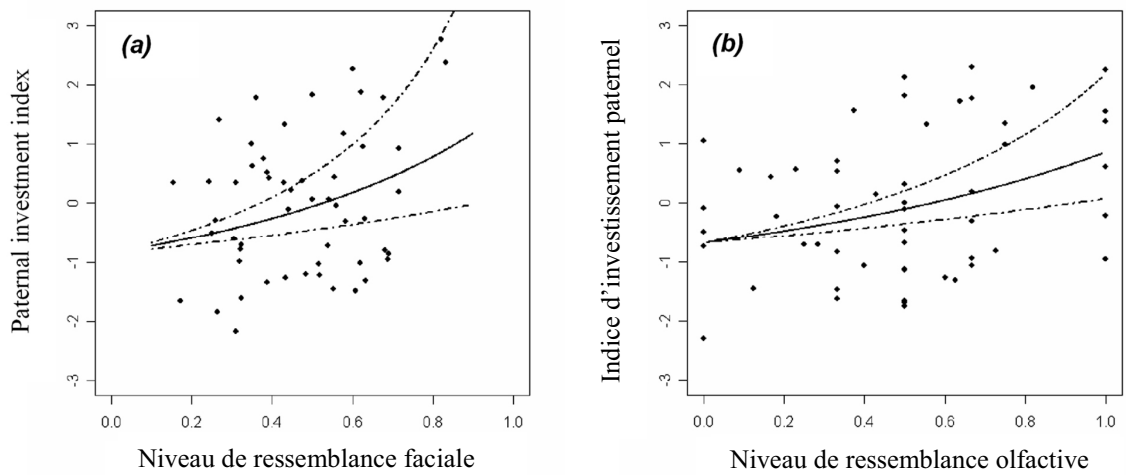 (a)
Paternal investment index
3
2
1
0
-1
-2
-3
0.0 0.2 0.4 0.6 0.8 1.0
Niveau de ressemblance faciale
(b)
Indice d’investissement paternel
3
2
1
0
-1
-2
-3
0.0 0.2 0.4 0.6 0.8 1.0
Niveau de ressemblance olfactive